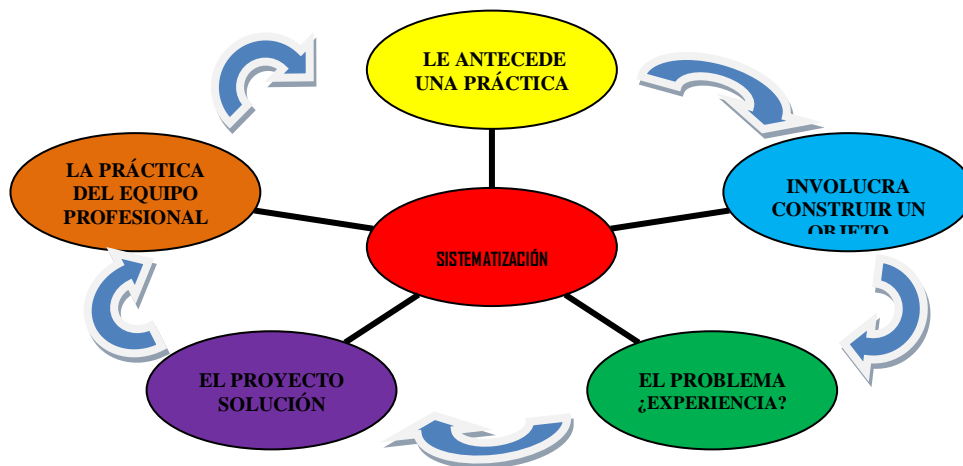 LE ANTECEDE
UNA PRÁCTICA
LA PRÁCTICA
DEL EQUIPO
PROFESIONAL
INVOLUCRA
CONSTRUIR UN
OBJETO
SISTEMATIZACIÓN
EL PROYECTO
SOLUCIÓN
EL PROBLEMA
¿EXPERIENCIA?